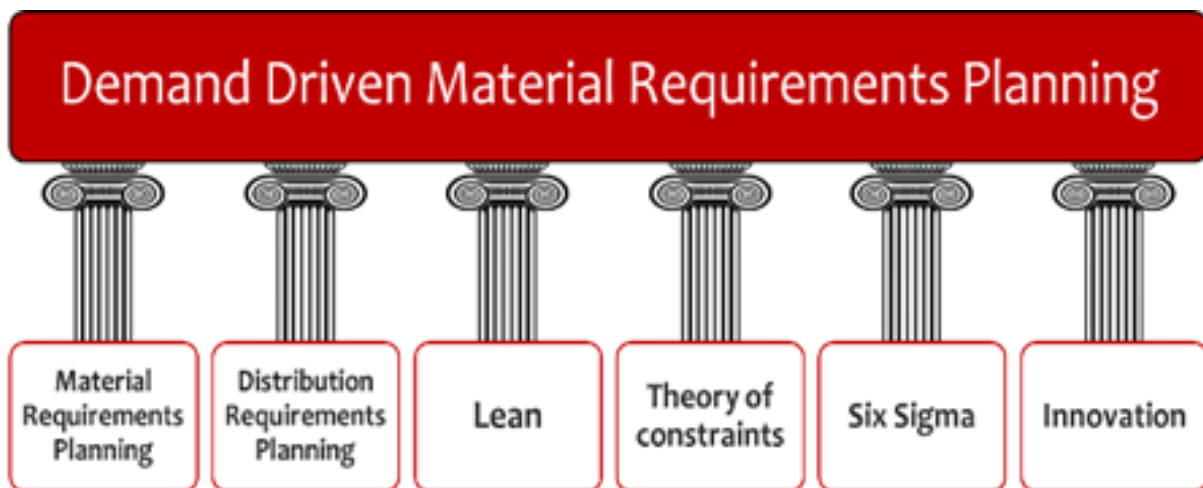 Demand Driven Material Requirements Planning
Material
Requirements
Planning
Distribution
Requirements
Planning
Lean
Theory of
constraints
Six Sigma
Innovation